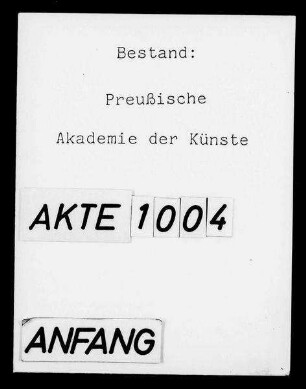 Bestand:
Preußische
Akademie der Künste
AKTE 1004
ANFANG